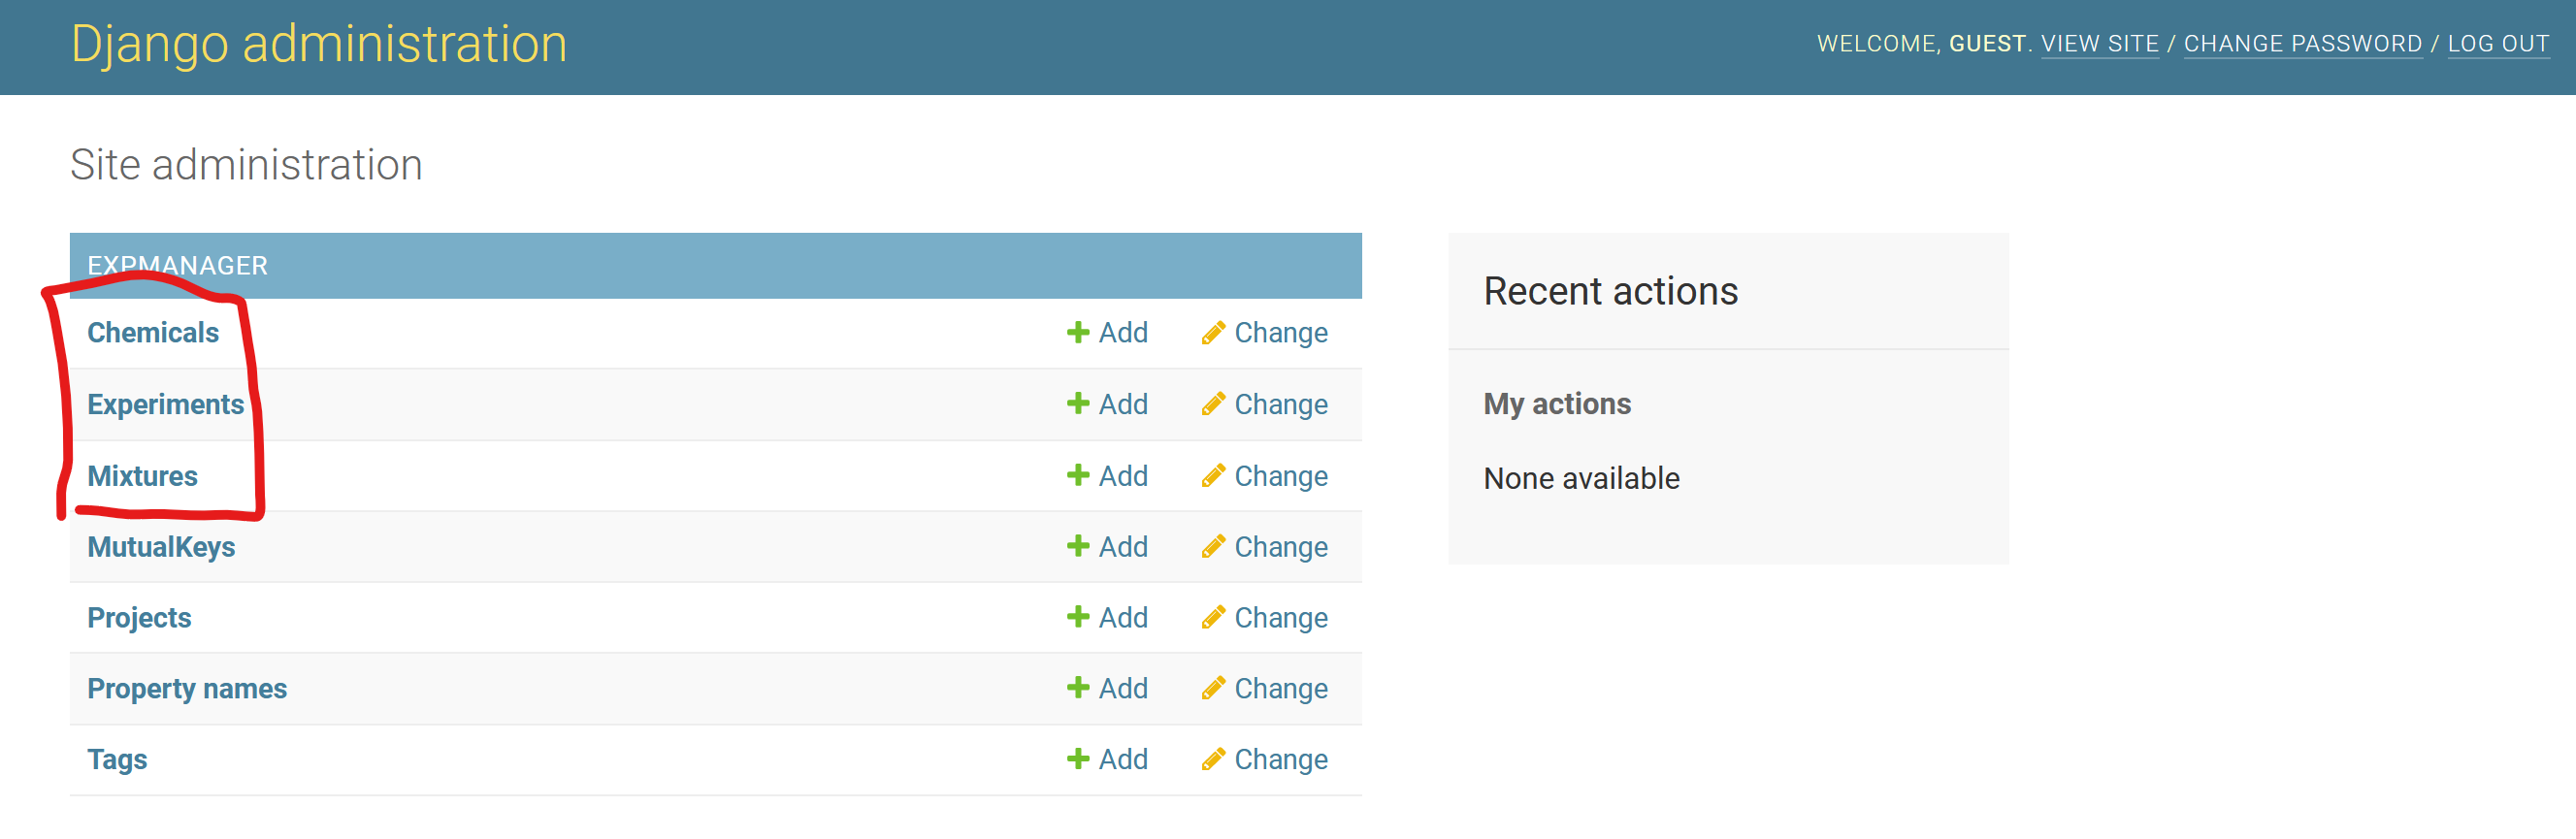 Django administration
WELCOME, GUEST. VIEW SITE / CHANGE PASSWORD / LOG OUT
Site administration
EXPMANAGER
Chemicals Add Change
Experiments Add Change
Mixtures Add Change
MutualKeys Add Change
Projects Add Change
Property names Add Change
Tags Add Change
Recent actions
My actions
None available